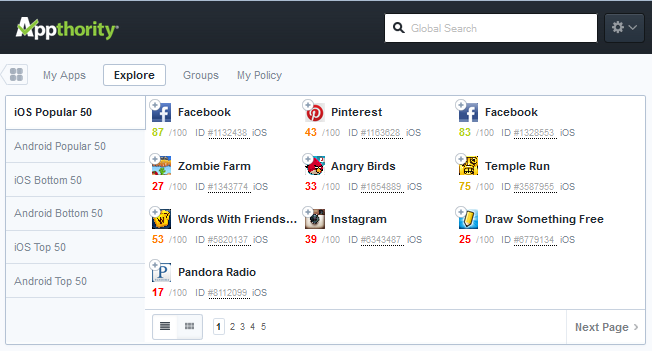 Appthority
Global Search
My Apps
Explore
Groups
My Policy
iOS Popular 50
Android Popular 50
iOS Bottom 50
Android Bottom 50
iOS Top 50
Android Top 50
Facebook
87 /100 ID #1132438 iOS
Pinterest
43 /100 ID #1163628 iOS
Facebook
83 /100 ID #1328553 iOS
Zombie Farm
27 /100 ID #1343774 iOS
Angry Birds
33 /100 ID #1654889 iOS
Temple Run
75 /100 ID #3587955 iOS
Words With Friends...
53 /100 ID #5820137 iOS
Instagram
39 /100 ID #6343487 iOS
Draw Something Free
25 /100 ID #6779134 iOS
Pandora Radio
17 /100 ID #8112099 iOS
1 2 3 4 5
Next Page >